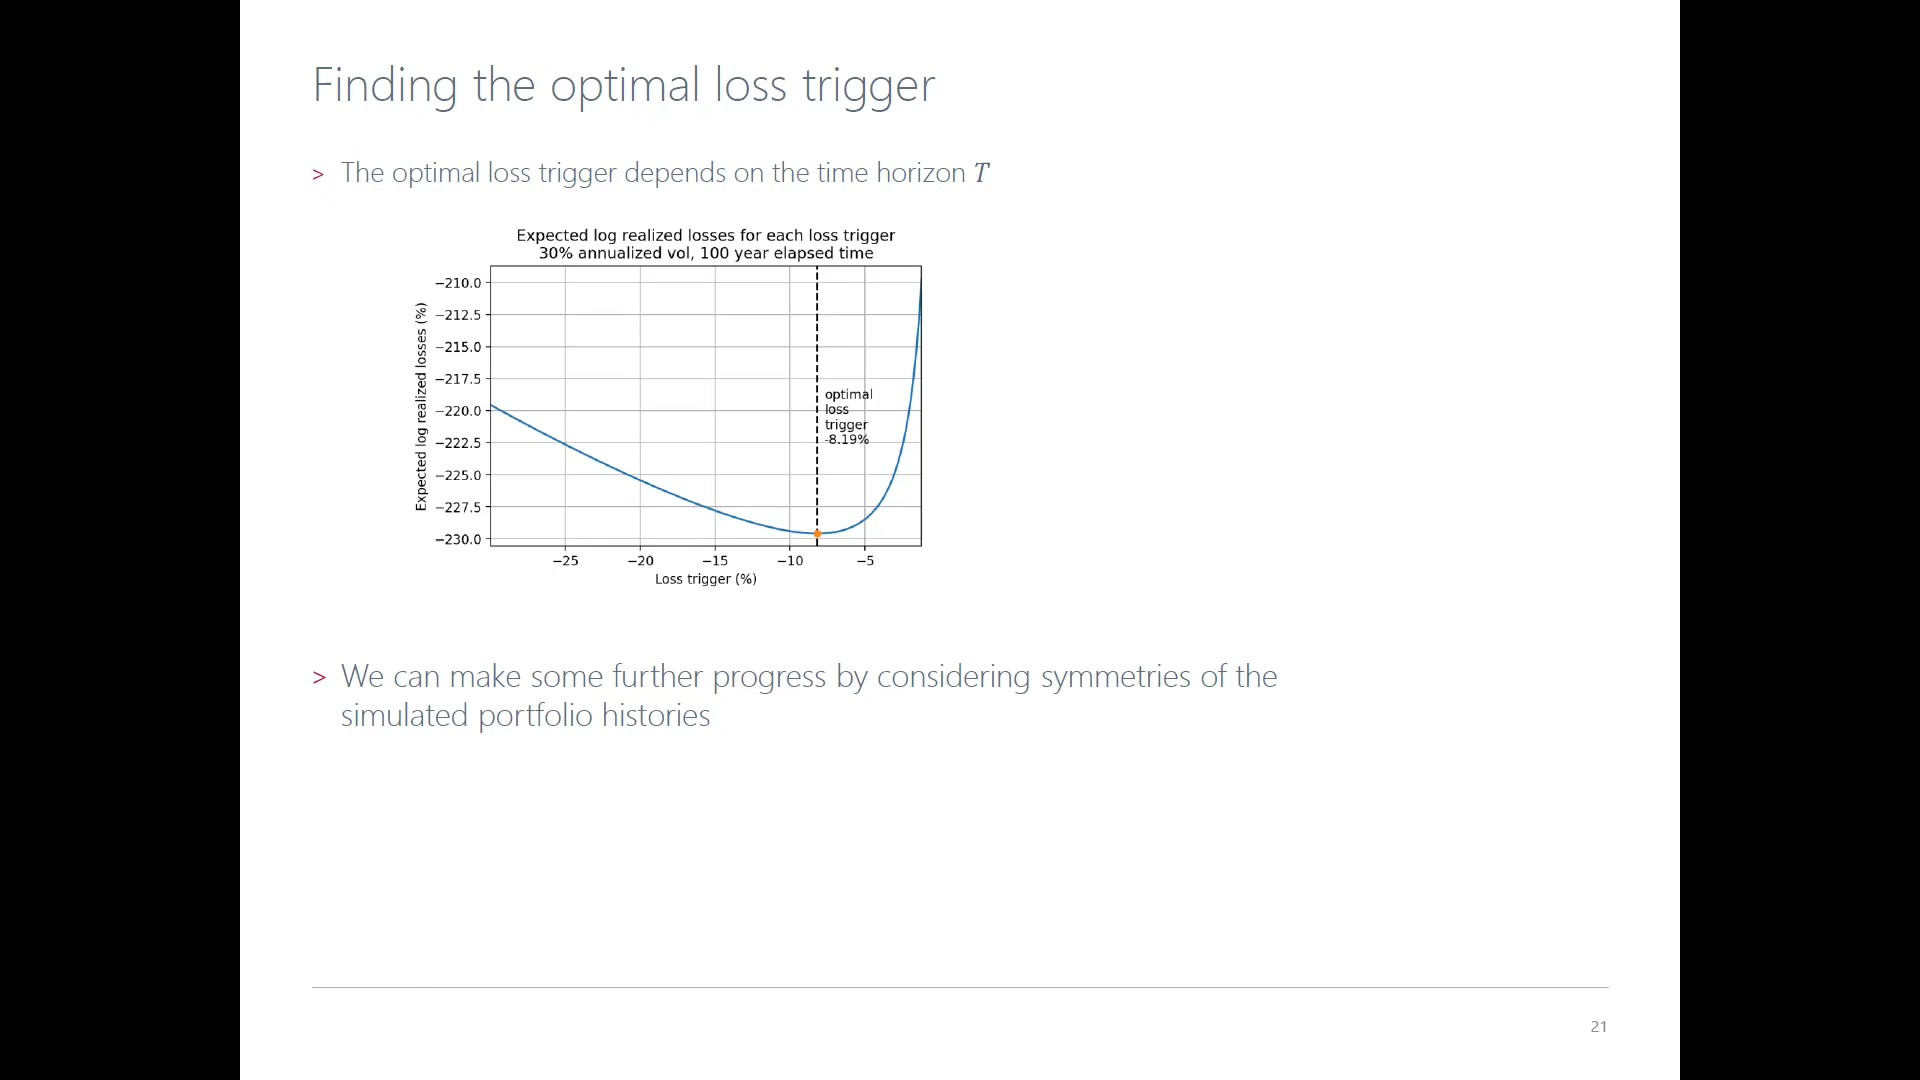 Finding the optimal loss trigger
> The optimal loss trigger depends on the time horizon T
Expected log realized losses for each loss trigger
30% annualized vol, 100 year elapsed time
Expected log realized losses (%)
−210.0
−212.5
−215.0
−217.5
−220.0
−222.5
−225.0
−227.5
−230.0
optimal
loss
trigger
-8.19%
−25 −20 −15 −10 −5
Loss trigger (%)
> We can make some further progress by considering symmetries of the
simulated portfolio histories
21